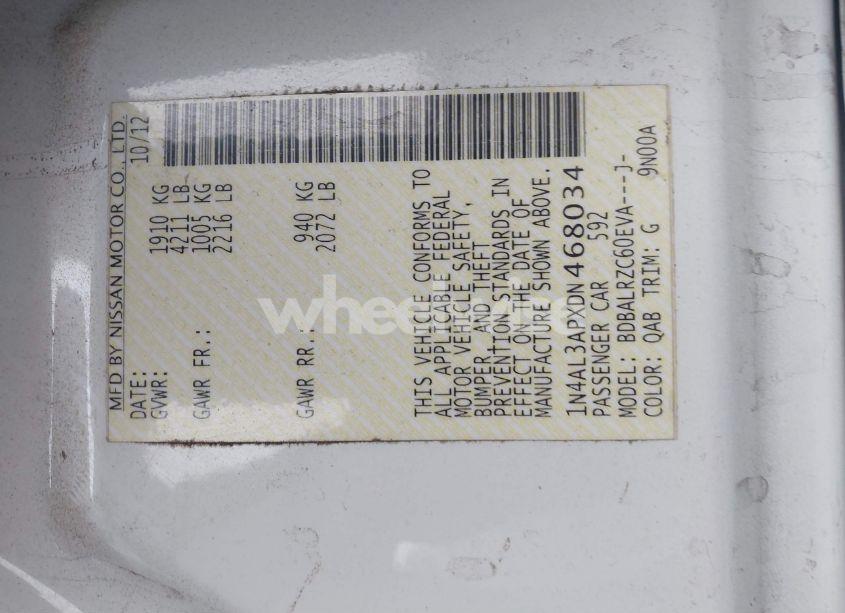 MFD BY NISSAN MOTOR CO., LTD.
DATE: 10/12
GVWR: 1910 KG
4211 LB
GAWR FR.: 1005 KG
2216 LB
GAWR RR.: 940 KG
2072 LB
THIS VEHICLE CONFORMS TO
ALL APPLICABLE FEDERAL
MOTOR VEHICLE SAFETY,
BUMPER, AND THEFT
PREVENTION STANDARDS IN
EFFECT ON THE DATE OF
MANUFACTURE SHOWN ABOVE.
1N4AL3APXDN468034
PASSENGER CAR 592
MODEL: BDBALRZC60EVA---J-
COLOR: QAB TRIM: G 9N00A